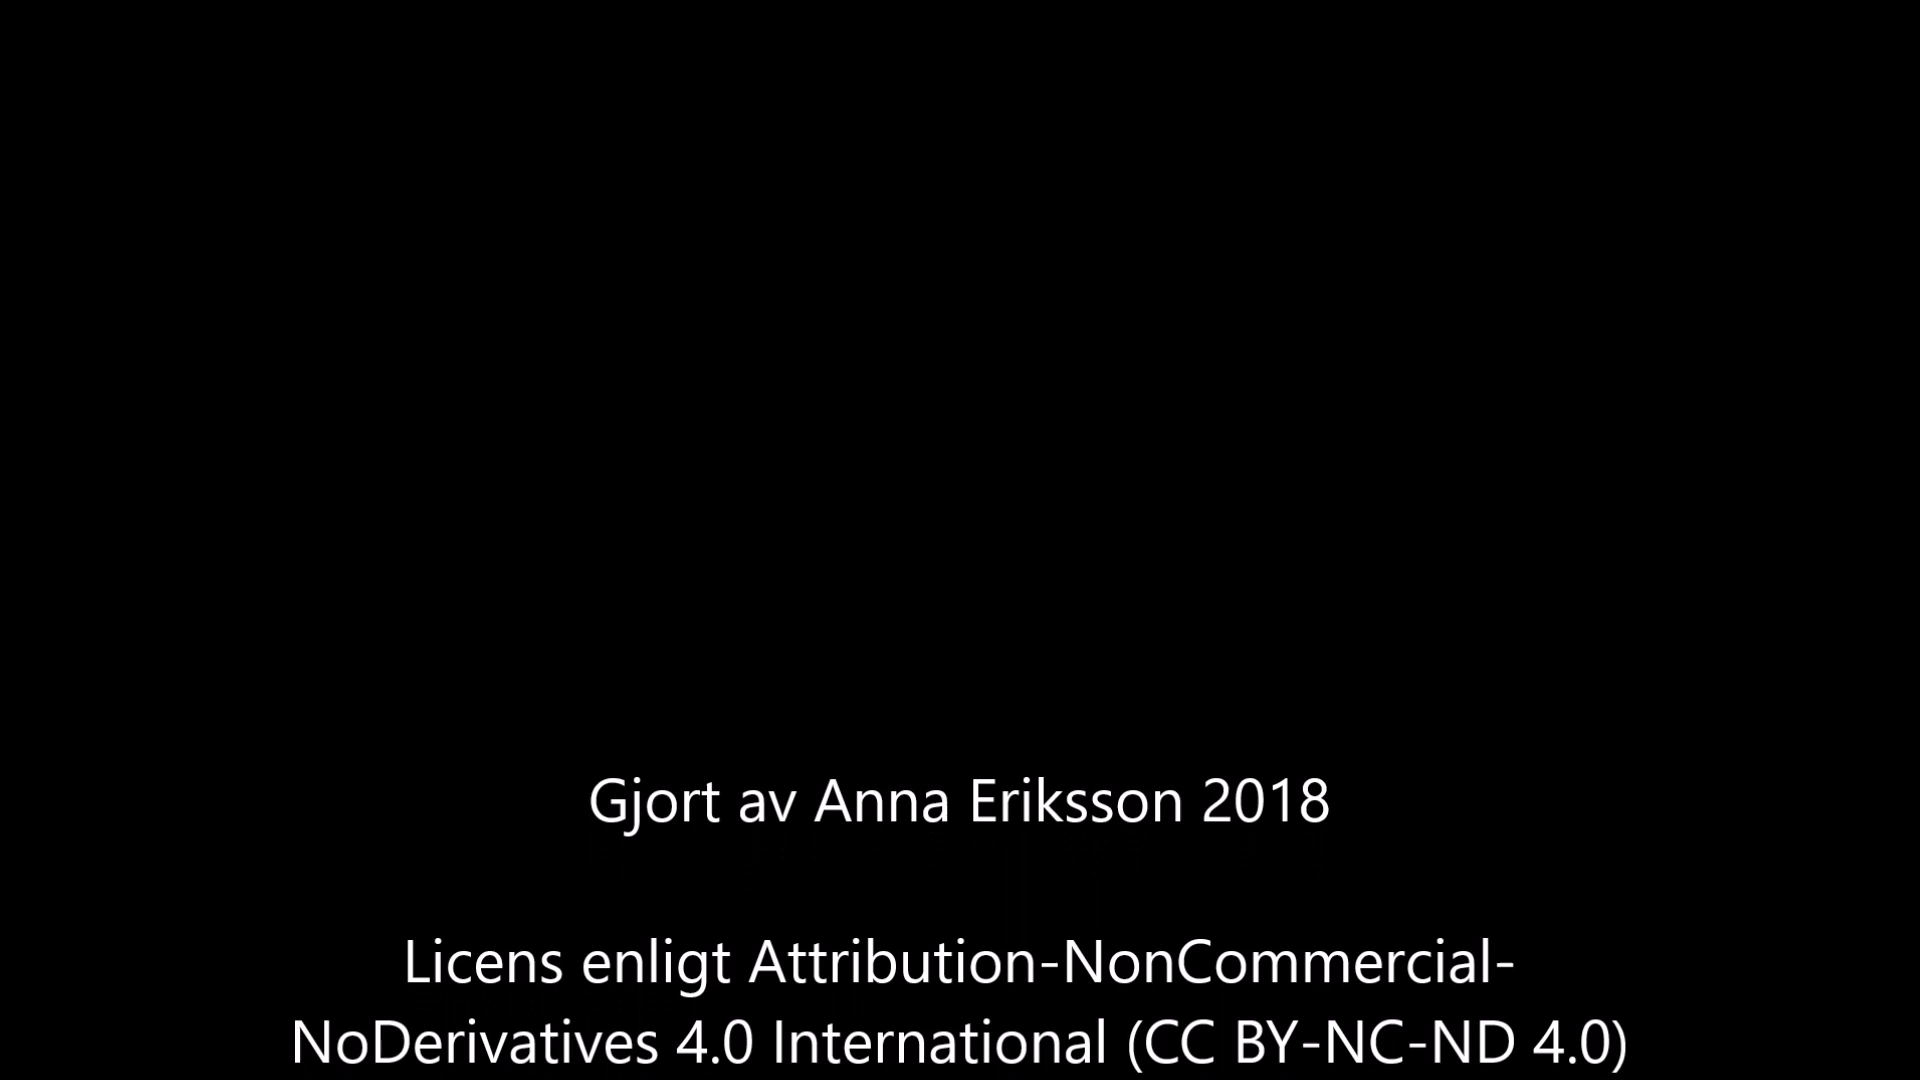 Gjort av Anna Eriksson 2018
Licens enligt Attribution-NonCommercial-
NoDerivatives 4.0 International (CC BY-NC-ND 4.0)